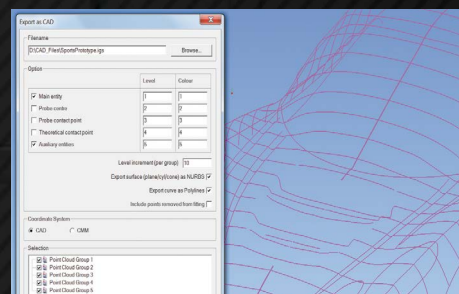 Export as CAD
Filename
D:\CAD_Files\SportsPrototype.igs
Browse...
Option
Level Colour
Main entity 1 1
Probe centre 2 2
Probe contact point 3 3
Theoretical contact point 4 4
Auxiliary entities 5 5
Level increment (per group) 10
Export surface (plane/cyl/cone) as NURBS
Export curve as Polylines
Include points removed from filtering
Coordinate System
CAD CMM
Selection
Point Cloud Group 1
Point Cloud Group 2
Point Cloud Group 3
Point Cloud Group 4
Point Cloud Group 5